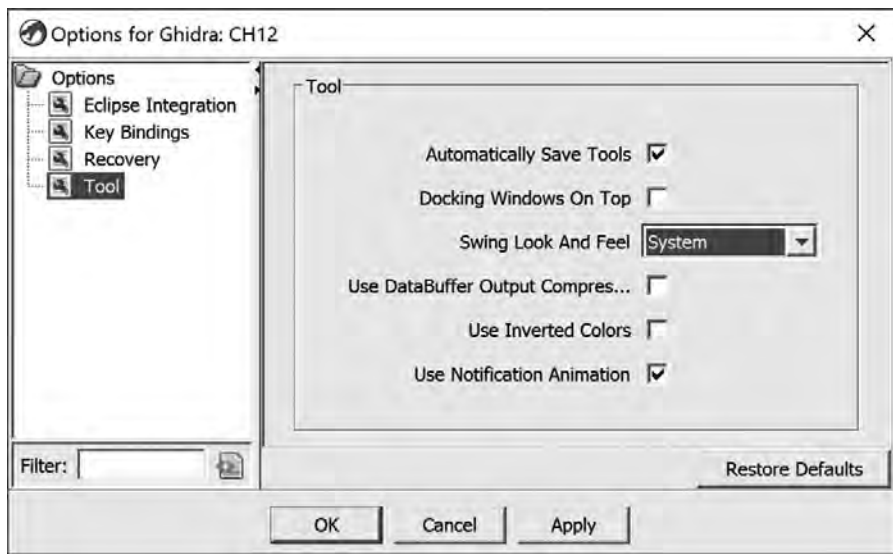 Options for Ghidra: CH12
Options
Eclipse Integration
Key Bindings
Recovery
Tool
Filter:
Tool
Automatically Save Tools
Docking Windows On Top
Swing Look And Feel System
Use DataBuffer Output Compres...
Use Inverted Colors
Use Notification Animation
Restore Defaults
OK Cancel Apply